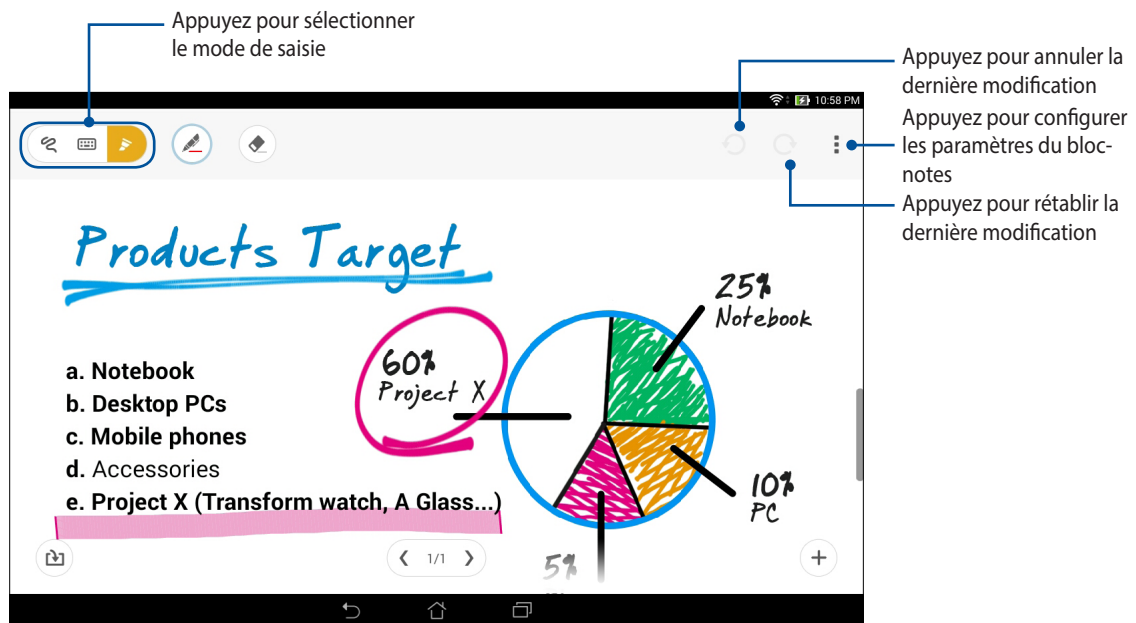 Appuyez pour sélectionner
le mode de saisie
Appuyez pour annuler la
dernière modification
Appuyez pour configurer
les paramètres du bloc-
notes
Appuyez pour rétablir la
dernière modification
10:58 PM
Products Target
25%
Notebook
60%
Project X
a. Notebook
b. Desktop PCs
c. Mobile phones
d. Accessories
e. Project X (Transform watch, A Glass...)
10%
PC
5%
1/1